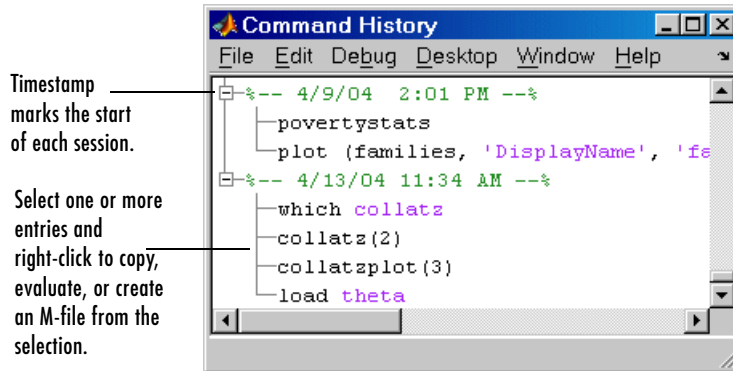 Command History
File Edit Debug Desktop Window Help
Timestamp
marks the start
of each session.
%-- 4/9/04 2:01 PM --%
povertystats
plot (families, 'DisplayName', 'fa
%-- 4/13/04 11:34 AM --%
Select one or more
entries and
right-click to copy,
evaluate, or create
an M-file from the
selection.
which collatz
collatz(2)
collatzplot(3)
load theta